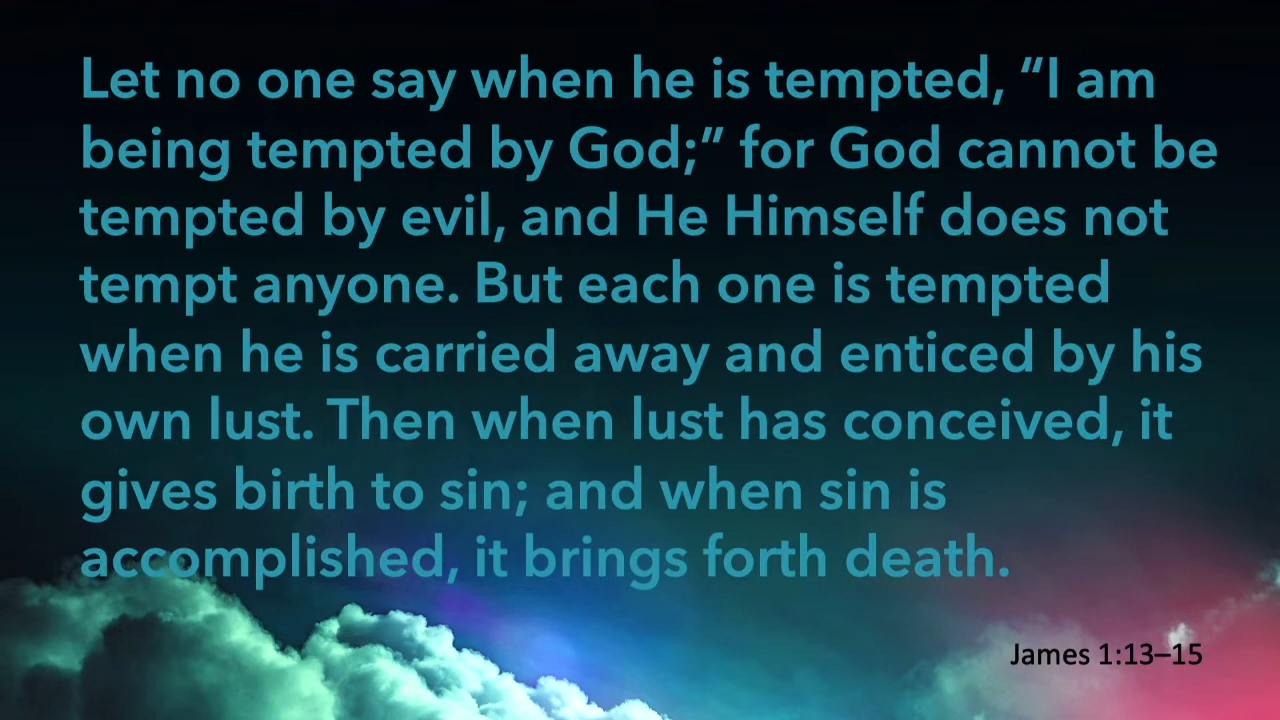 Let no one say when he is tempted, “I am
being tempted by God;” for God cannot be
tempted by evil, and He Himself does not
tempt anyone. But each one is tempted
when he is carried away and enticed by his
own lust. Then when lust has conceived, it
gives birth to sin; and when sin is
accomplished, it brings forth death.
James 1:13–15